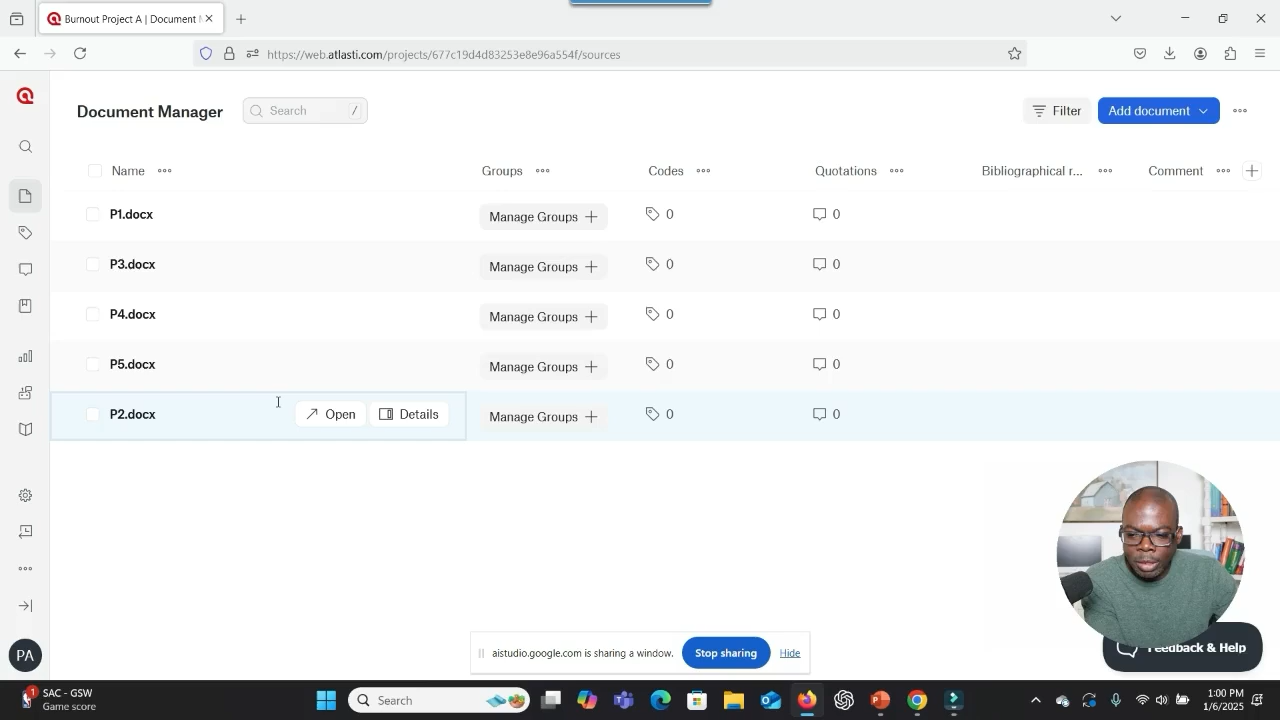 Burnout Project A | Document
https://web.atlasti.com/projects/677c19d4d83253e8e96a554f/sources
Document Manager
Search /
Filter
Add document
Name
Groups
Codes
Quotations
Bibliographical r...
Comment
P1.docx
Manage Groups
0
0
P3.docx
Manage Groups
0
0
P4.docx
Manage Groups
0
0
P5.docx
Manage Groups
0
0
P2.docx
Open
Details
Manage Groups
0
0
Feedback & Help
aistudio.google.com is sharing a window.
Stop sharing
Hide
PA
1
SAC - GSW
Game score
Search
1:00 PM
1/6/2025